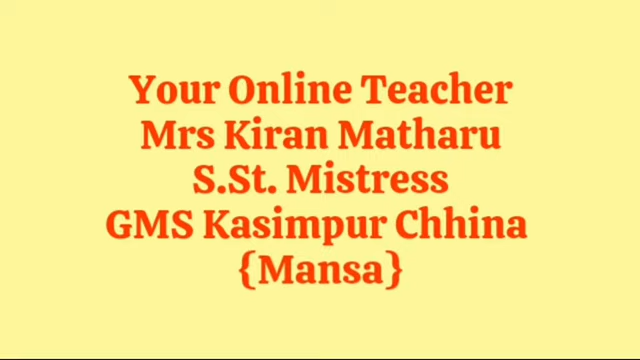 Your Online Teacher
Mrs Kiran Matharu
S.St. Mistress
GMS Kasimpur Chhina
{Mansa}